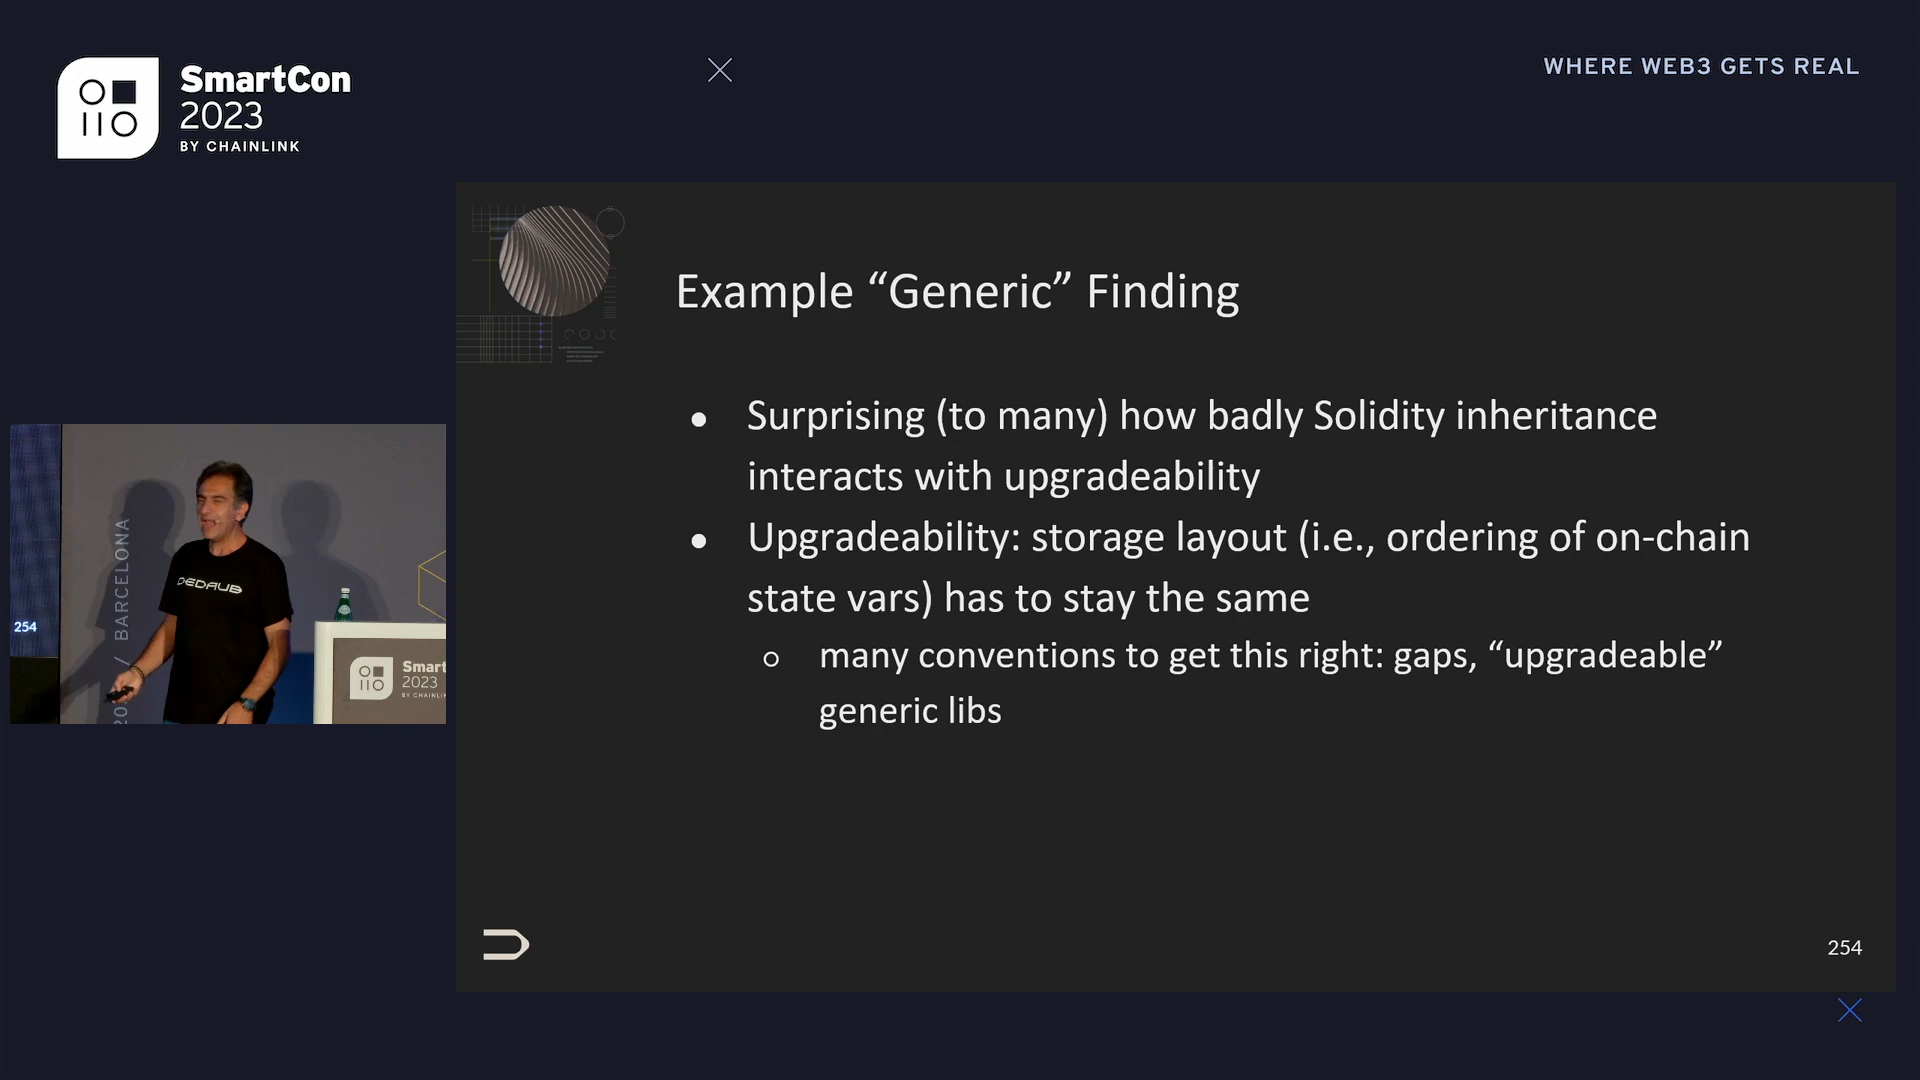 SmartCon
2023
BY CHAINLINK
WHERE WEB3 GETS REAL
Example “Generic” Finding
● Surprising (to many) how badly Solidity inheritance
interacts with upgradeability
● Upgradeability: storage layout (i.e., ordering of on-chain
state vars) has to stay the same
○ many conventions to get this right: gaps, “upgradeable”
generic libs
254
254
/ BARCELONA
DEDAUB
Smart
2023
BY CHAINLIN